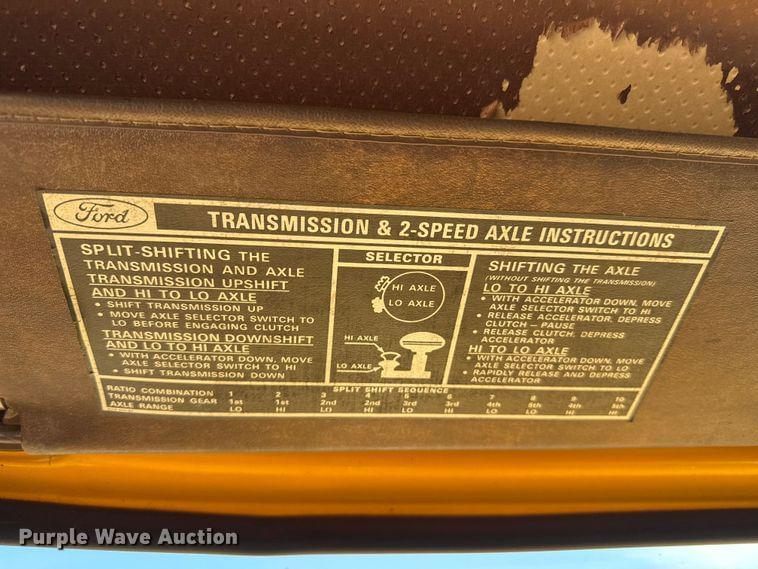 Ford
TRANSMISSION & 2-SPEED AXLE INSTRUCTIONS
SPLIT-SHIFTING THE
TRANSMISSION AND AXLE
TRANSMISSION UPSHIFT
AND HI TO LO AXLE
• SHIFT TRANSMISSION UP
• MOVE AXLE SELECTOR SWITCH TO
LO BEFORE ENGAGING CLUTCH
TRANSMISSION DOWNSHIFT
AND LO TO HI AXLE
• WITH ACCELERATOR DOWN, MOVE
AXLE SELECTOR SWITCH TO HI
• SHIFT TRANSMISSION DOWN
SELECTOR
HI AXLE
LO AXLE
HI AXLE
LO AXLE
SHIFTING THE AXLE
(WITHOUT SHIFTING THE TRANSMISSION)
LO TO HI AXLE
• WITH ACCELERATOR DOWN, MOVE
AXLE SELECTOR SWITCH TO HI
• RELEASE ACCELERATOR, DEPRESS
CLUTCH – PAUSE
• RELEASE CLUTCH, DEPRESS
ACCELERATOR
HI TO LO AXLE
• WITH ACCELERATOR DOWN, MOVE
AXLE SELECTOR SWITCH TO LO
• RAPIDLY RELEASE AND DEPRESS
ACCELERATOR
SPLIT SHIFT SEQUENCE
RATIO COMBINATION 1 2 3 4 5 6 7 8 9 10
TRANSMISSION GEAR 1st 1st 2nd 2nd 3rd 3rd 4th 5th 4th 5th
AXLE RANGE LO HI LO HI LO HI LO LO HI HI
Purple Wave Auction